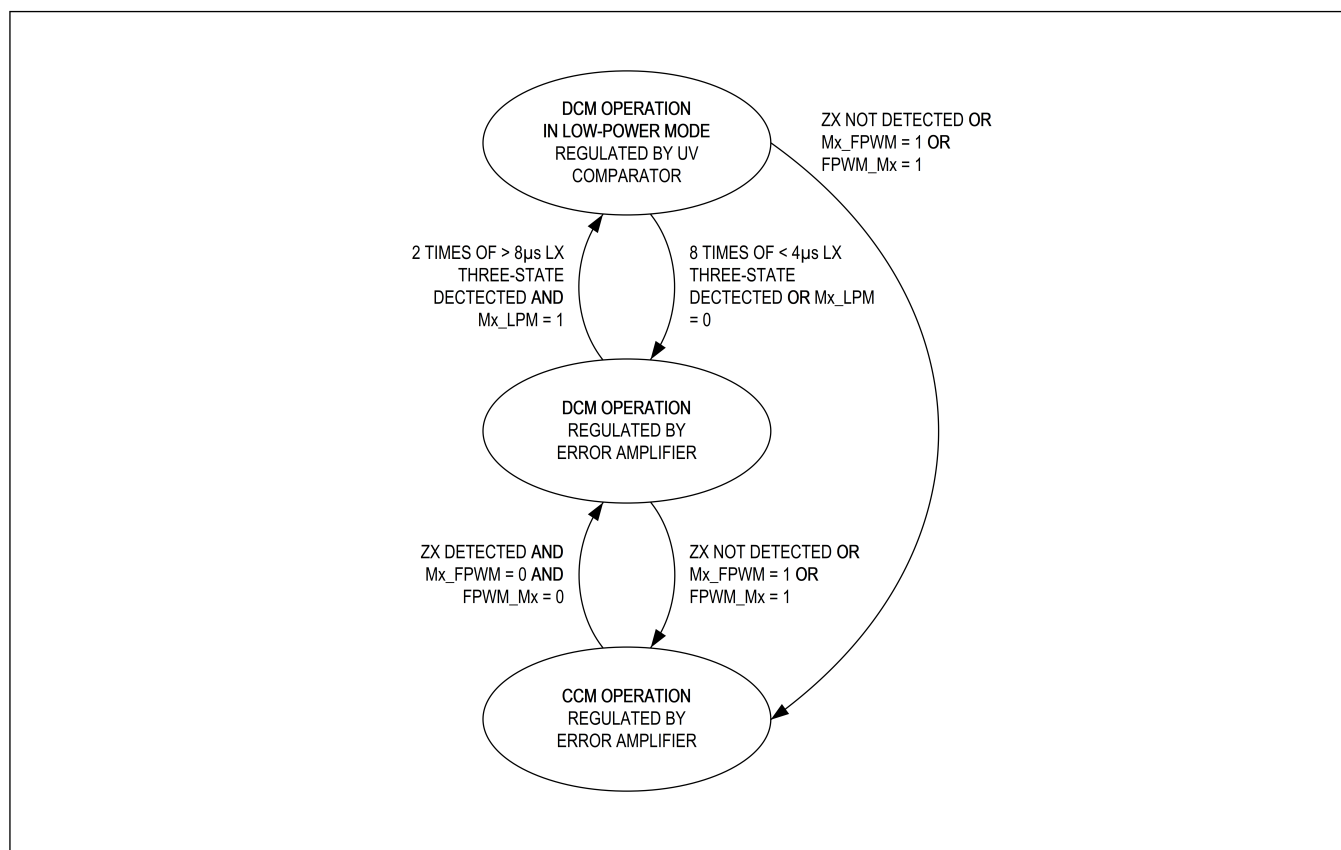 DCM OPERATION
IN LOW-POWER MODE
REGULATED BY UV
COMPARATOR
ZX NOT DETECTED OR
Mx_FPWM = 1 OR
FPWM_Mx = 1
2 TIMES OF > 8µs LX
THREE-STATE
DECTECTED AND
Mx_LPM = 1
8 TIMES OF < 4µs LX
THREE-STATE
DECTECTED OR Mx_LPM
= 0
DCM OPERATION
REGULATED BY
ERROR AMPLIFIER
ZX DETECTED AND
Mx_FPWM = 0 AND
FPWM_Mx = 0
ZX NOT DETECTED OR
Mx_FPWM = 1 OR
FPWM_Mx = 1
CCM OPERATION
REGULATED BY
ERROR AMPLIFIER